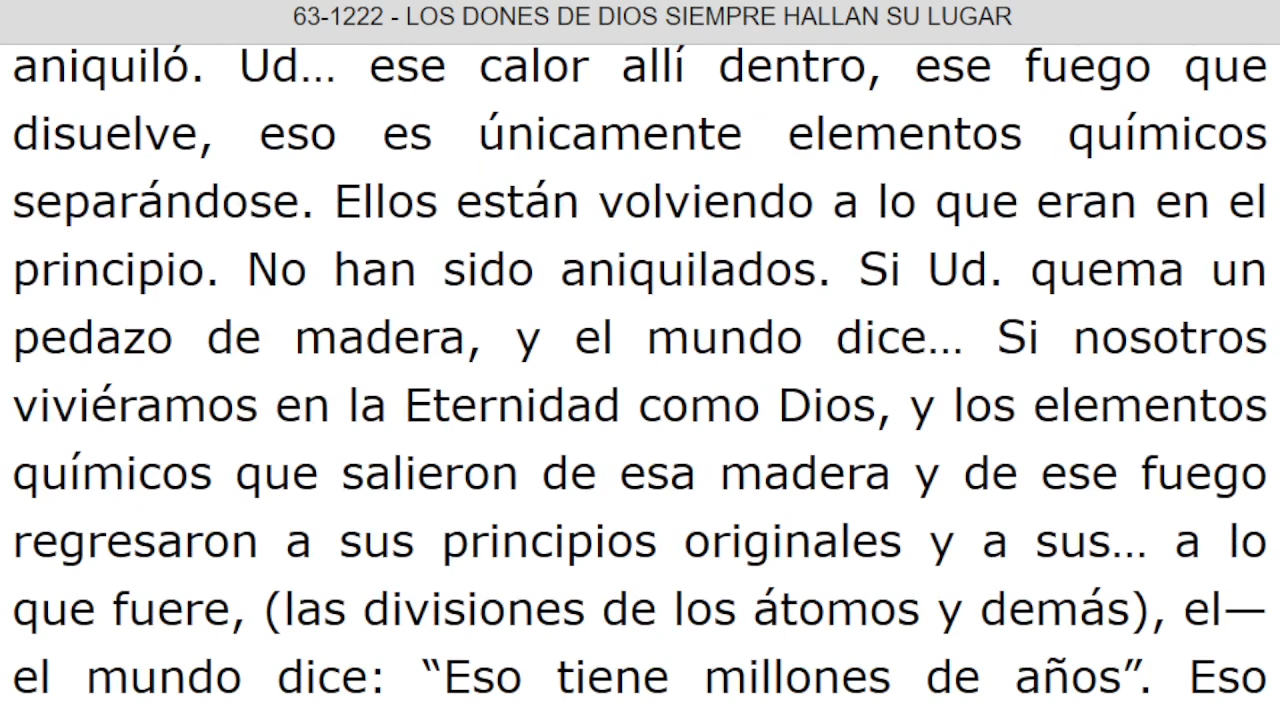 63-1222 - LOS DONES DE DIOS SIEMPRE HALLAN SU LUGAR
aniquiló. Ud… ese calor allí dentro, ese fuego que
disuelve, eso es únicamente elementos químicos
separándose. Ellos están volviendo a lo que eran en el
principio. No han sido aniquilados. Si Ud. quema un
pedazo de madera, y el mundo dice… Si nosotros
viviéramos en la Eternidad como Dios, y los elementos
químicos que salieron de esa madera y de ese fuego
regresaron a sus principios originales y a sus… a lo
que fuere, (las divisiones de los átomos y demás), el—
el mundo dice: “Eso tiene millones de años”. Eso